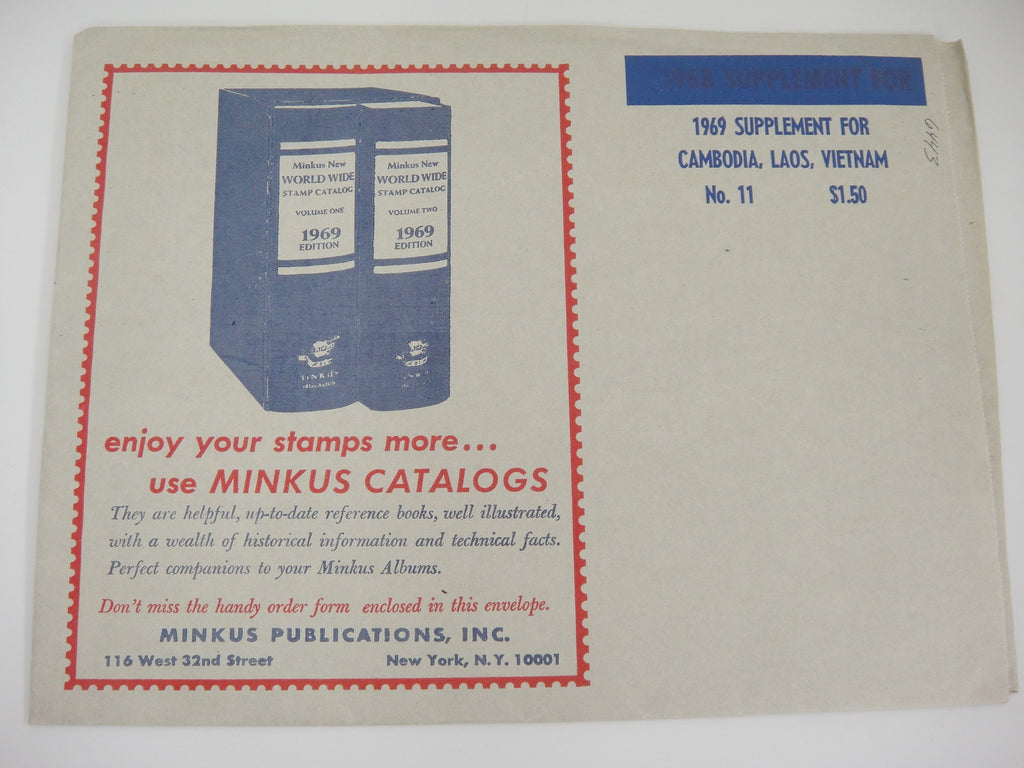 1968 SUPPLEMENT FOR
1969 SUPPLEMENT FOR
CAMBODIA, LAOS, VIETNAM
No. 11 $1.50
Minkus New
WORLD WIDE
STAMP CATALOG
VOLUME ONE
1969
EDITION
Minkus New
WORLD WIDE
STAMP CATALOG
VOLUME TWO
1969
EDITION
enjoy your stamps more...
use MINKUS CATALOGS
They are helpful, up-to-date reference books, well illustrated,
with a wealth of historical information and technical facts.
Perfect companions to your Minkus Albums.
Don't miss the handy order form enclosed in this envelope.
MINKUS PUBLICATIONS, INC.
116 West 32nd Street New York, N.Y. 10001